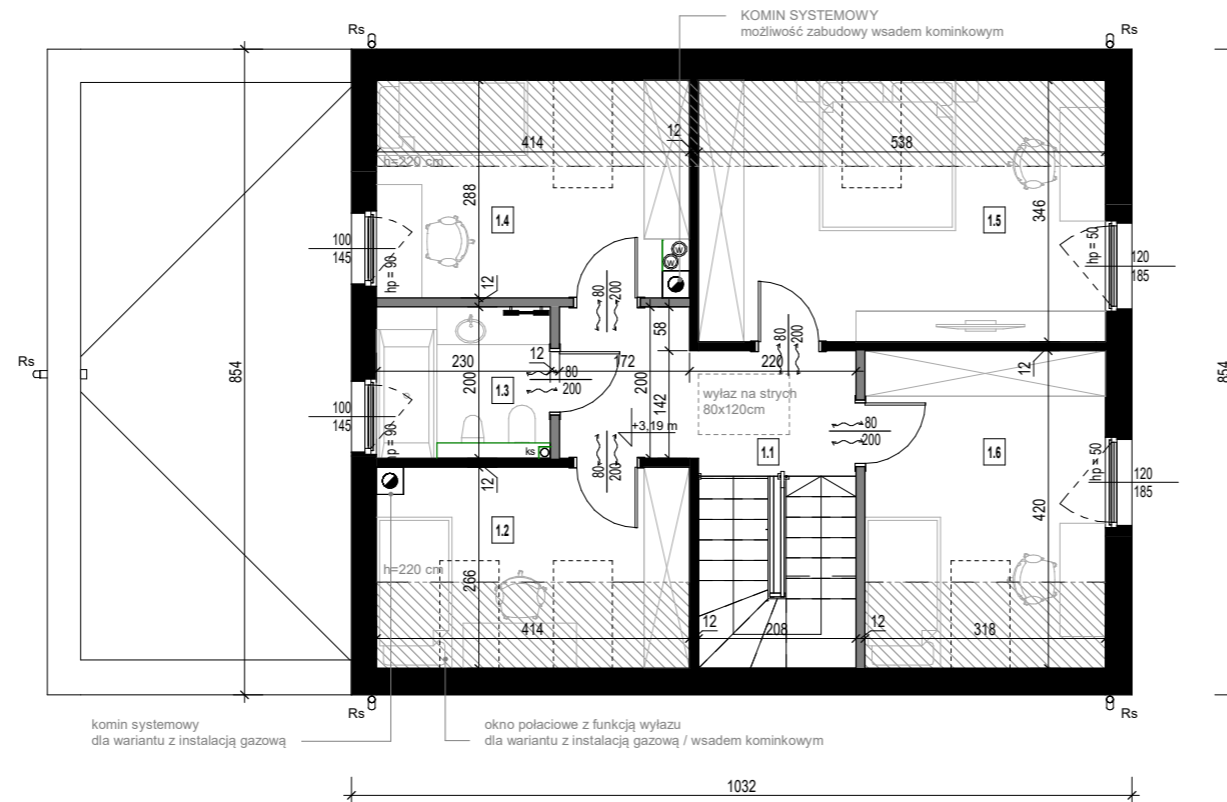 KOMIN SYSTEMOWY
możliwość zabudowy wsadem kominkowym
Rs
Rs
12
414
538
h=220 cm
288
1.4
1.5
346
100
145
hp = 90
W
W
hp = 50
120
185
12
80
200
58
80
200
Rs
854
230
12
172
220
12
854
200
1.3
80
200
200
142
wyłaz na strych
80x120cm
100
145
hp = 90
+3,19 m
80
200
ks
1.1
1.6
hp = 50
120
185
12
80
200
1.2
420
h=220 cm
266
414
12
208
12
318
Rs
Rs
komin systemowy
dla wariantu z instalacją gazową
okno połaciowe z funkcją wyłazu
dla wariantu z instalacją gazową / wsadem kominkowym
1032